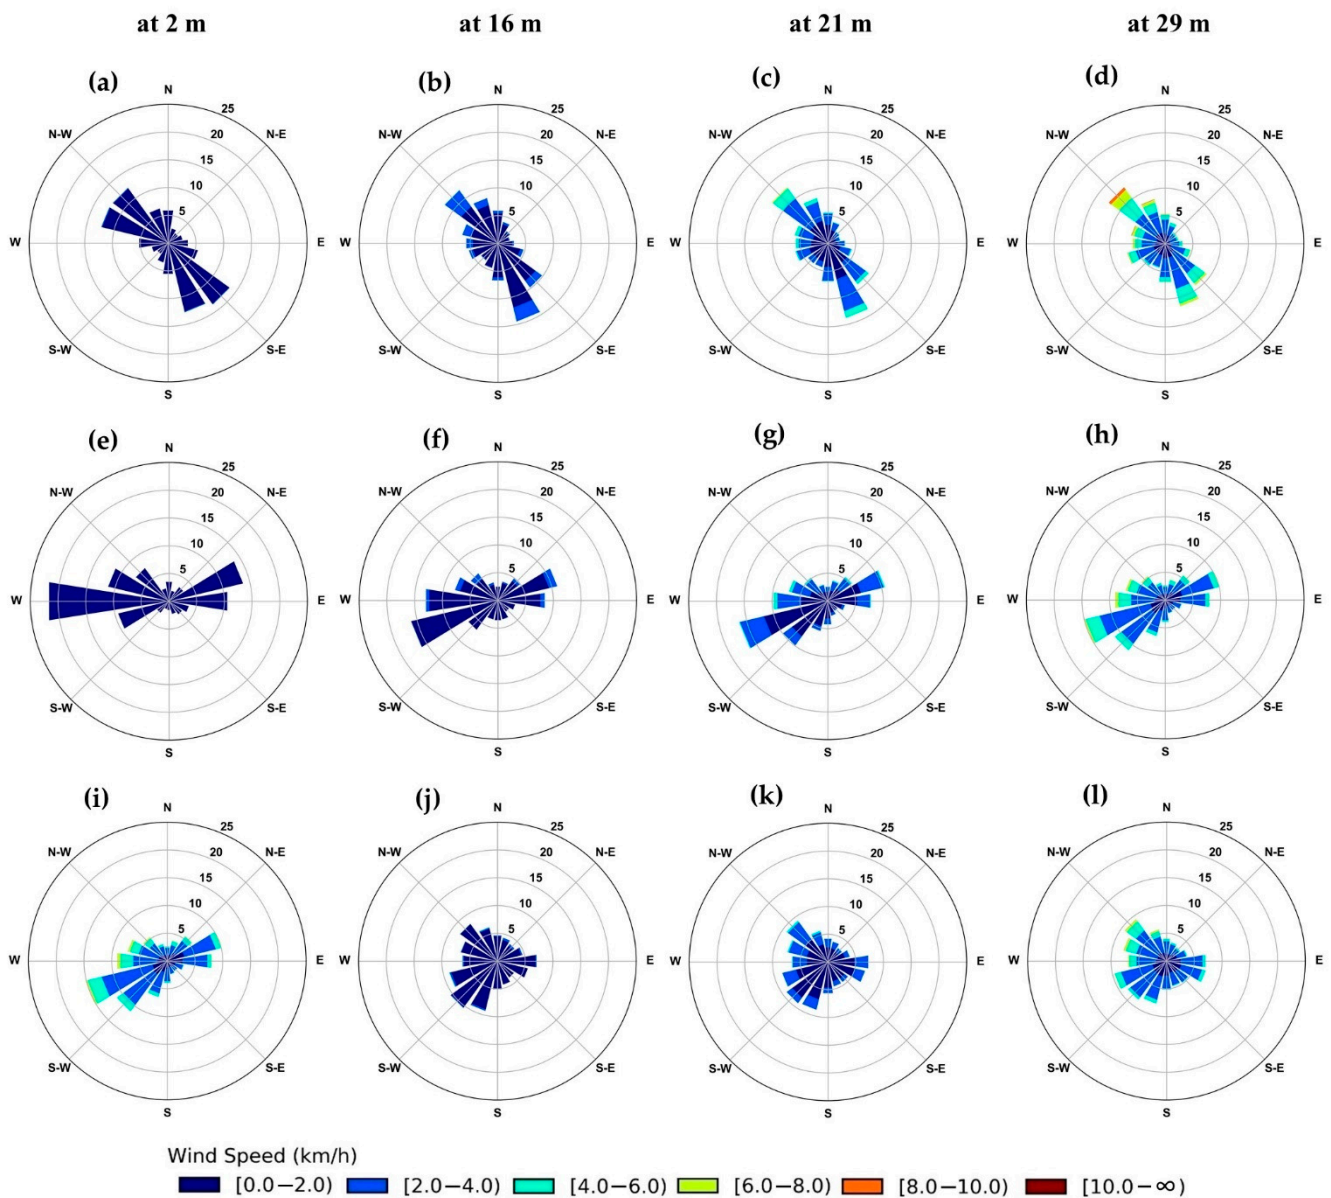 at 2 m at 16 m at 21 m at 29 m
(a) (b) (c) (d)
N N N N
25 25 25 25
N-W N-E N-W N-E N-W N-E N-W N-E
20 20 20 20
15 15 15 15
10 10 10 10
5 5 5 5
W E W E W E W E
S-W S-E S-W S-E S-W S-E S-W S-E
S S S S
(e) (f) (g) (h)
N N N N
25 25 25 25
N-W N-E N-W N-E N-W N-E N-W N-E
20 20 20 20
15 15 15 15
10 10 10 10
5 5 5 5
W E W E W E W E
S-W S-E S-W S-E S-W S-E S-W S-E
S S S S
(i) (j) (k) (l)
N N N N
25 25 25 25
N-W N-E N-W N-E N-W N-E N-W N-E
20 20 20 20
15 15 15 15
10 10 10 10
5 5 5 5
W E W E W E W E
S-W S-E S-W S-E S-W S-E S-W S-E
S S S S
Wind Speed (km/h)
[0.0−2.0) [2.0−4.0) [4.0−6.0) [6.0−8.0) [8.0−10.0) [10.0−∞)